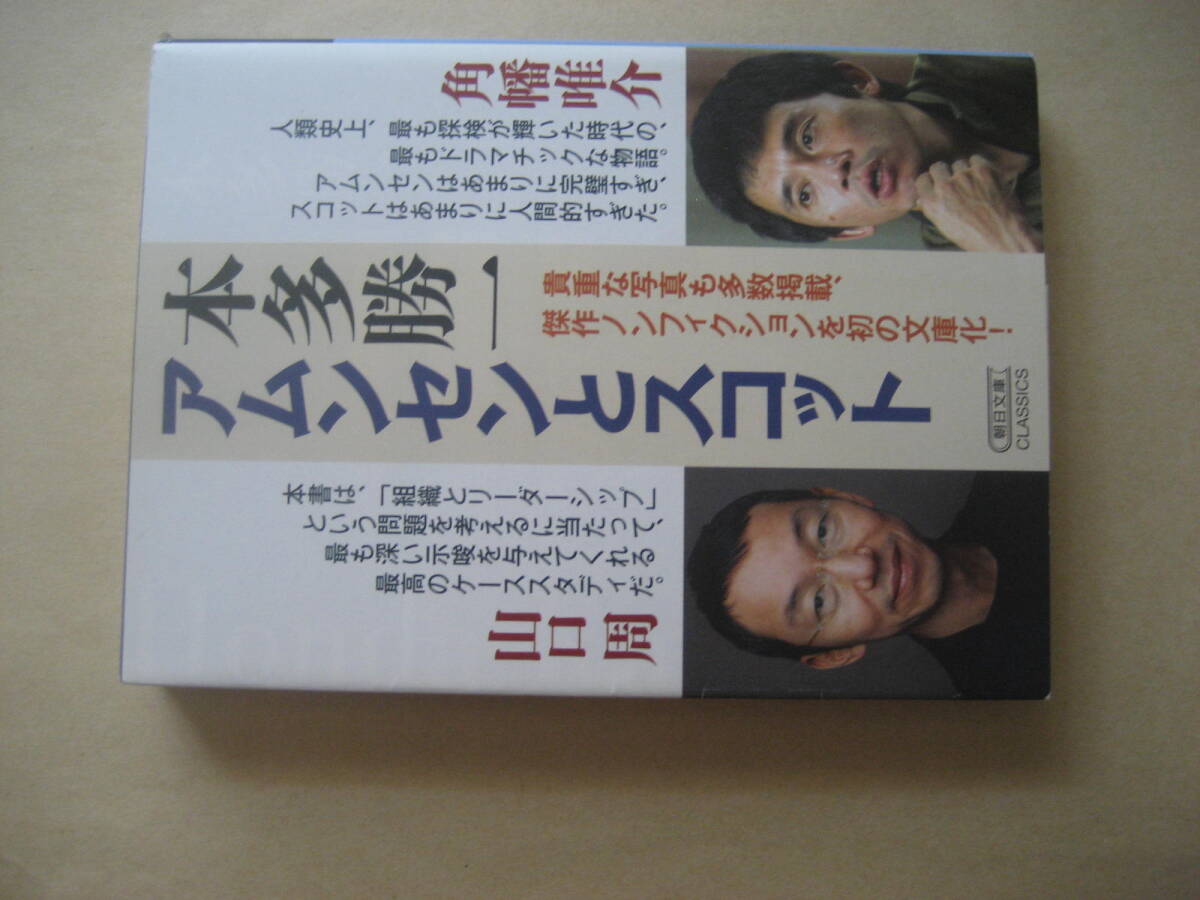 角幡唯介
人類史上、最も探検が輝いた時代の、
最もドラマチックな物語。
アムンセンはあまりに完璧すぎ、
スコットはあまりに人間的すぎた。
本多勝一
アムンセンとスコット
貴重な写真も多数掲載、
傑作ノンフィクションを初の文庫化!
朝日文庫
CLASSICS
本書は、「組織とリーダーシップ」
という問題を考えるに当たって、
最も深い示唆を与えてくれる
最高のケーススタディだ。
山口周